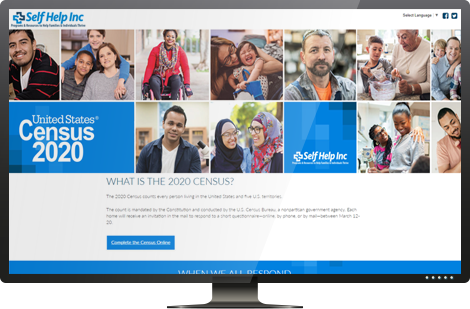 Self Help Inc
Programs & Resources to Help Families & Individuals Thrive
Select Language
United States®
Census
2020
Self Help Inc
WHAT IS THE 2020 CENSUS?
The 2020 Census counts every person living in the United States and five U.S. territories.
The count is mandated by the Constitution and conducted by the U.S. Census Bureau, a nonpartisan government agency. Each
home will receive an invitation in the mail to respond to a short questionnaire—online, by phone, or by mail—between March 12-
20.
Complete the Census Online
WHEN WE ALL RESPOND